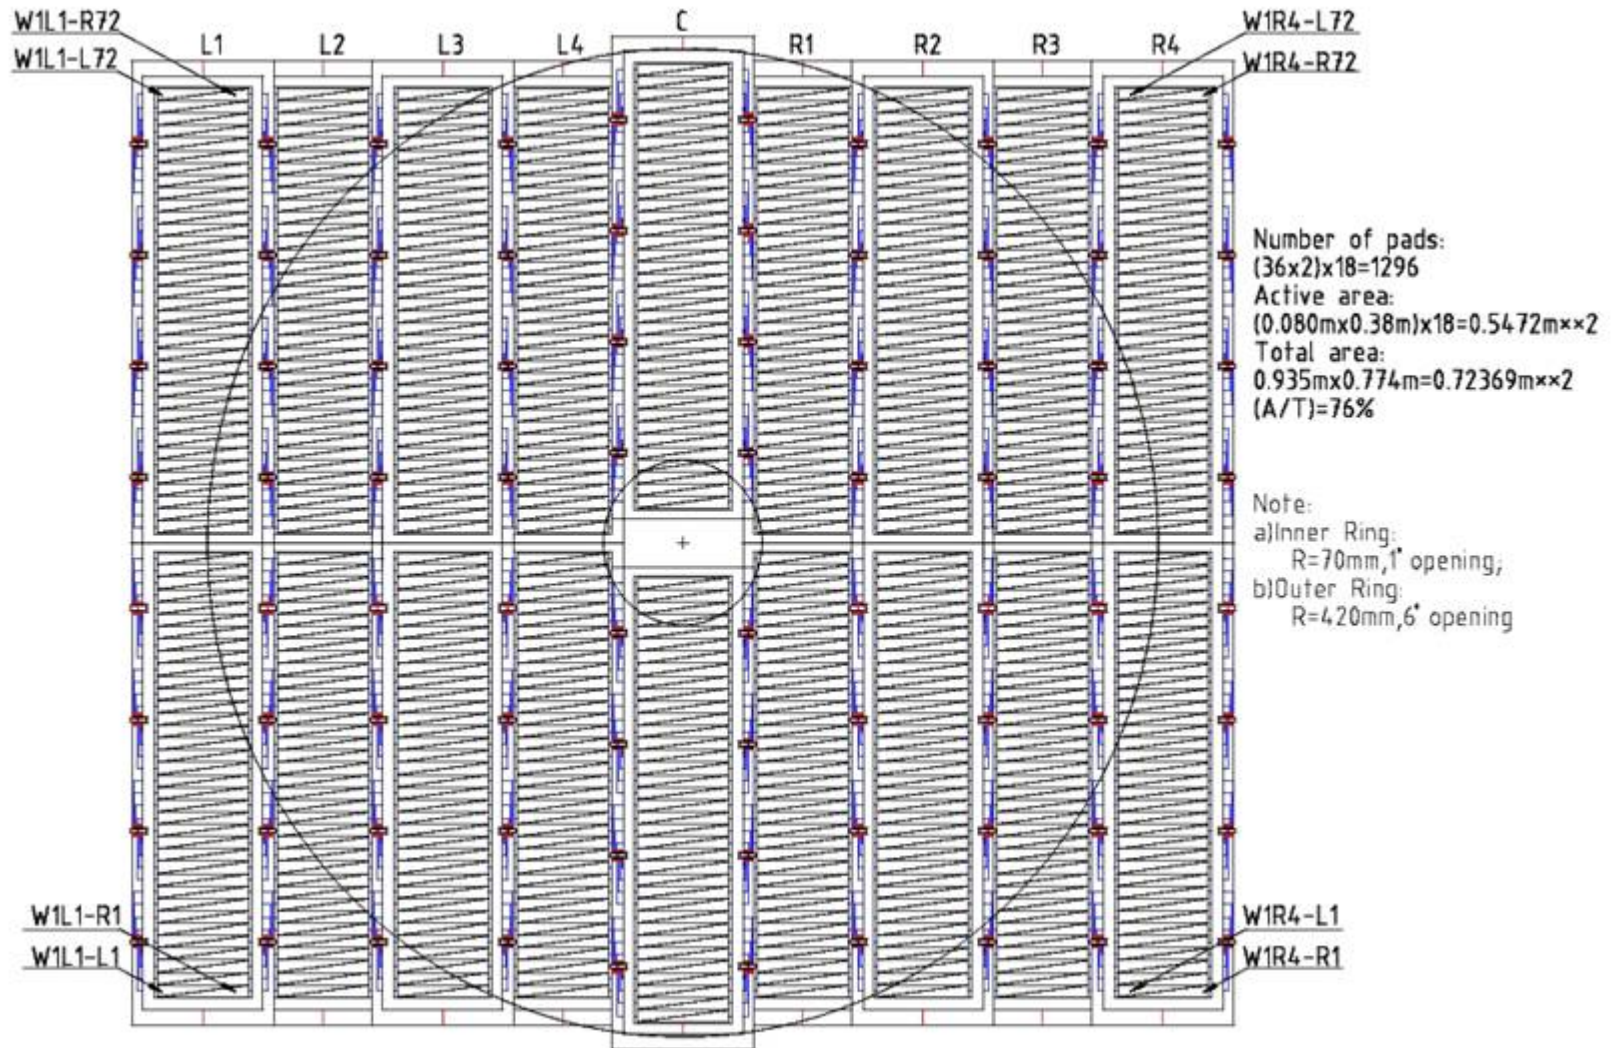 W1L1-R72
W1L1-L72
L1 L2 L3 L4 C R1 R2 R3 R4
W1R4-L72
W1R4-R72
Number of pads:
(36x2)x18=1296
Active area:
(0.080mx0.38m)x18=0.5472m××2
Total area:
0.935mx0.774m=0.72369m××2
(A/T)=76%
Note:
a)Inner Ring:
R=70mm,1° opening;
b)Outer Ring:
R=420mm,6° opening
W1L1-R1
W1L1-L1
W1R4-L1
W1R4-R1